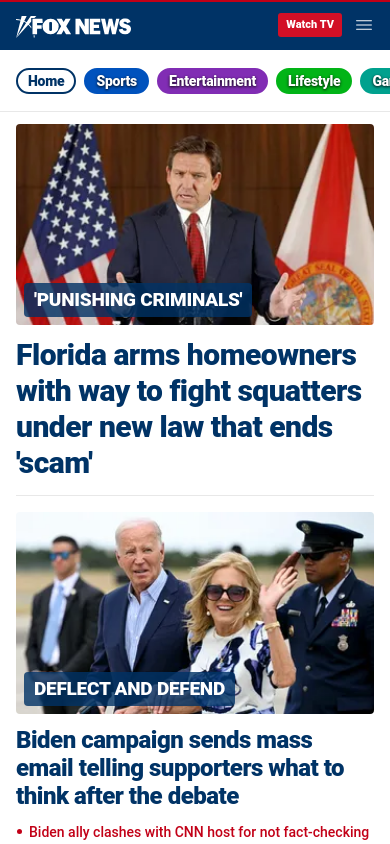 FOX NEWS
Watch TV
Home
Sports
Entertainment
Lifestyle
Ga
'PUNISHING CRIMINALS'
Florida arms homeowners
with way to fight squatters
under new law that ends
'scam'
DEFLECT AND DEFEND
Biden campaign sends mass
email telling supporters what to
think after the debate
• Biden ally clashes with CNN host for not fact-checking